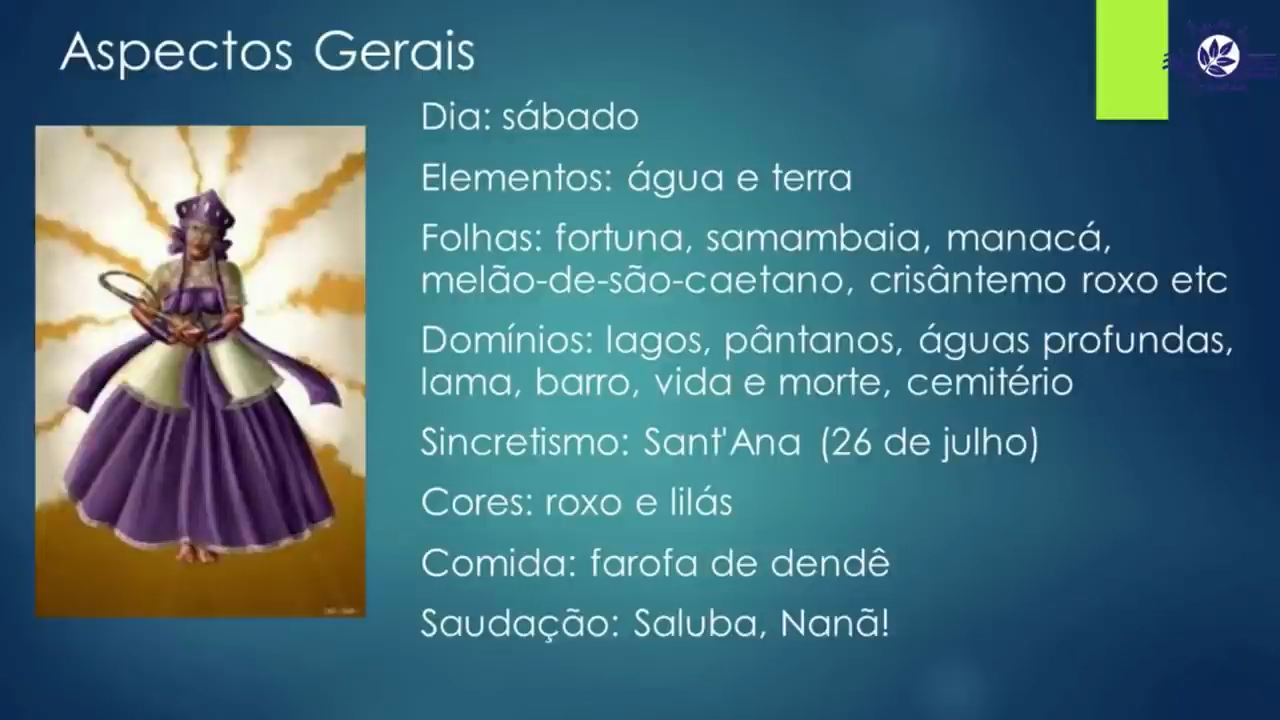 Aspectos Gerais
Dia: sábado
Elementos: água e terra
Folhas: fortuna, samambaia, manacá,
melão-de-são-caetano, crisântemo roxo etc
Domínios: lagos, pântanos, águas profundas,
lama, barro, vida e morte, cemitério
Sincretismo: Sant'Ana (26 de julho)
Cores: roxo e lilás
Comida: farofa de dendê
Saudação: Saluba, Nanã!